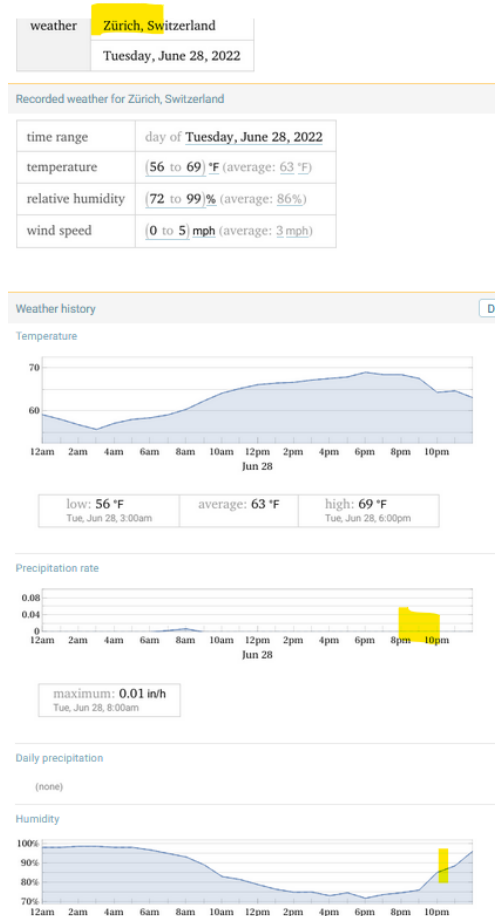 weather Zürich, Switzerland
Tuesday, June 28, 2022
Recorded weather for Zürich, Switzerland
time range day of Tuesday, June 28, 2022
temperature (56 to 69) °F (average: 63 °F)
relative humidity (72 to 99)% (average: 86%)
wind speed (0 to 5) mph (average: 3 mph)
Weather history D
Temperature
70
60
12am 2am 4am 6am 8am 10am 12pm 2pm 4pm 6pm 8pm 10pm
Jun 28
low: 56 °F average: 63 °F high: 69 °F
Tue, Jun 28, 3:00am Tue, Jun 28, 6:00pm
Precipitation rate
0.08
0.04
0
12am 2am 4am 6am 8am 10am 12pm 2pm 4pm 6pm 8pm 10pm
Jun 28
maximum: 0.01 in/h
Tue, Jun 28, 8:00am
Daily precipitation
(none)
Humidity
100%
90%
80%
70%
12am 2am 4am 6am 8am 10am 12pm 2pm 4pm 6pm 8pm 10pm